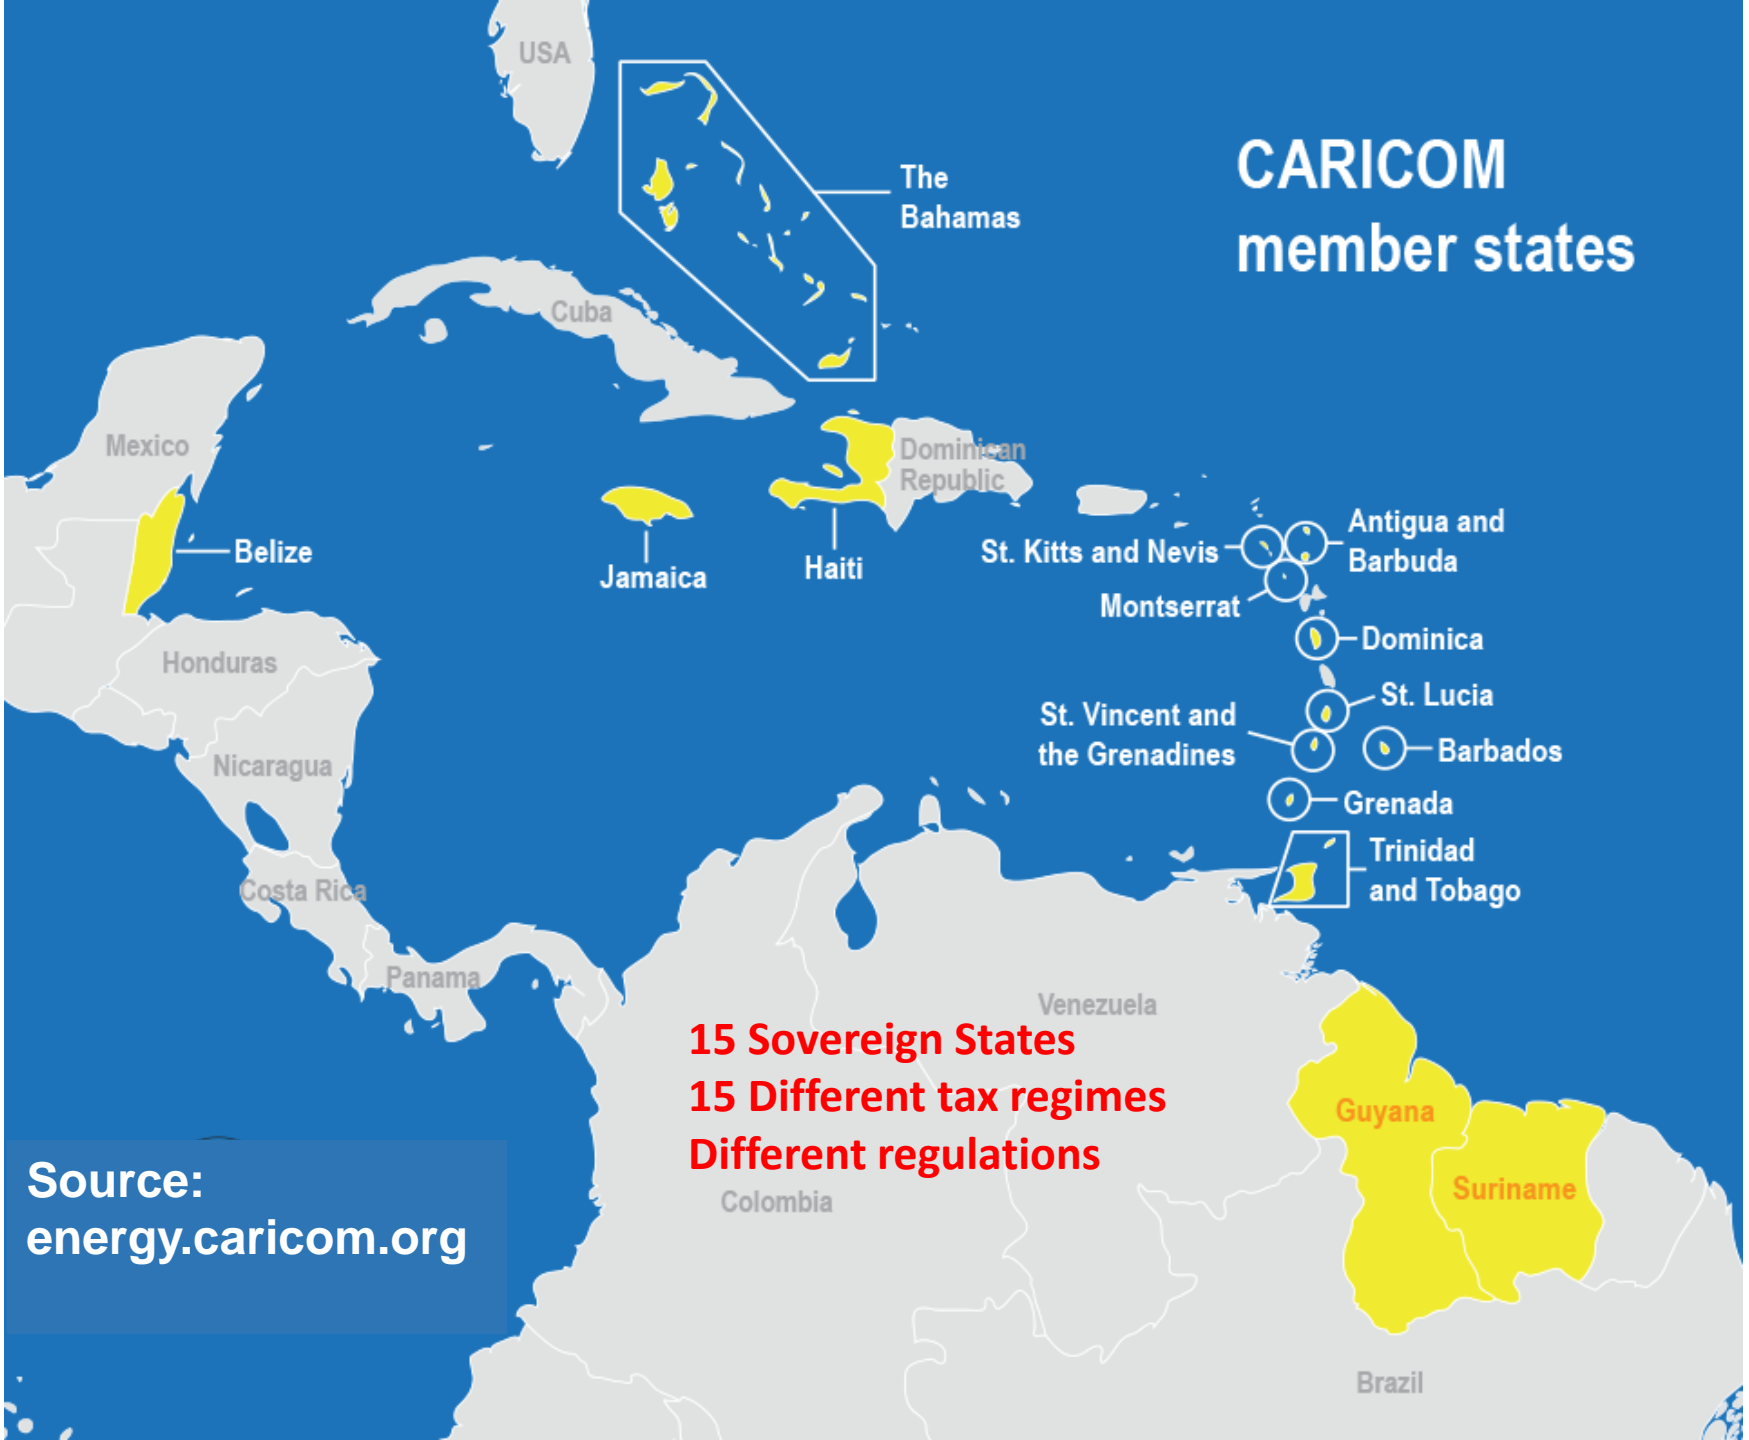 USA
The
Bahamas
CARICOM
member states
Cuba
Mexico
Dominican
Republic
Belize
Jamaica
Haiti
St. Kitts and Nevis
Antigua and
Barbuda
Montserrat
Dominica
Honduras
St. Lucia
St. Vincent and
the Grenadines
Barbados
Nicaragua
Grenada
Trinidad
and Tobago
Costa Rica
Panama
Venezuela
15 Sovereign States
15 Different tax regimes
Different regulations
Guyana
Suriname
Colombia
Source:
energy.caricom.org
Brazil